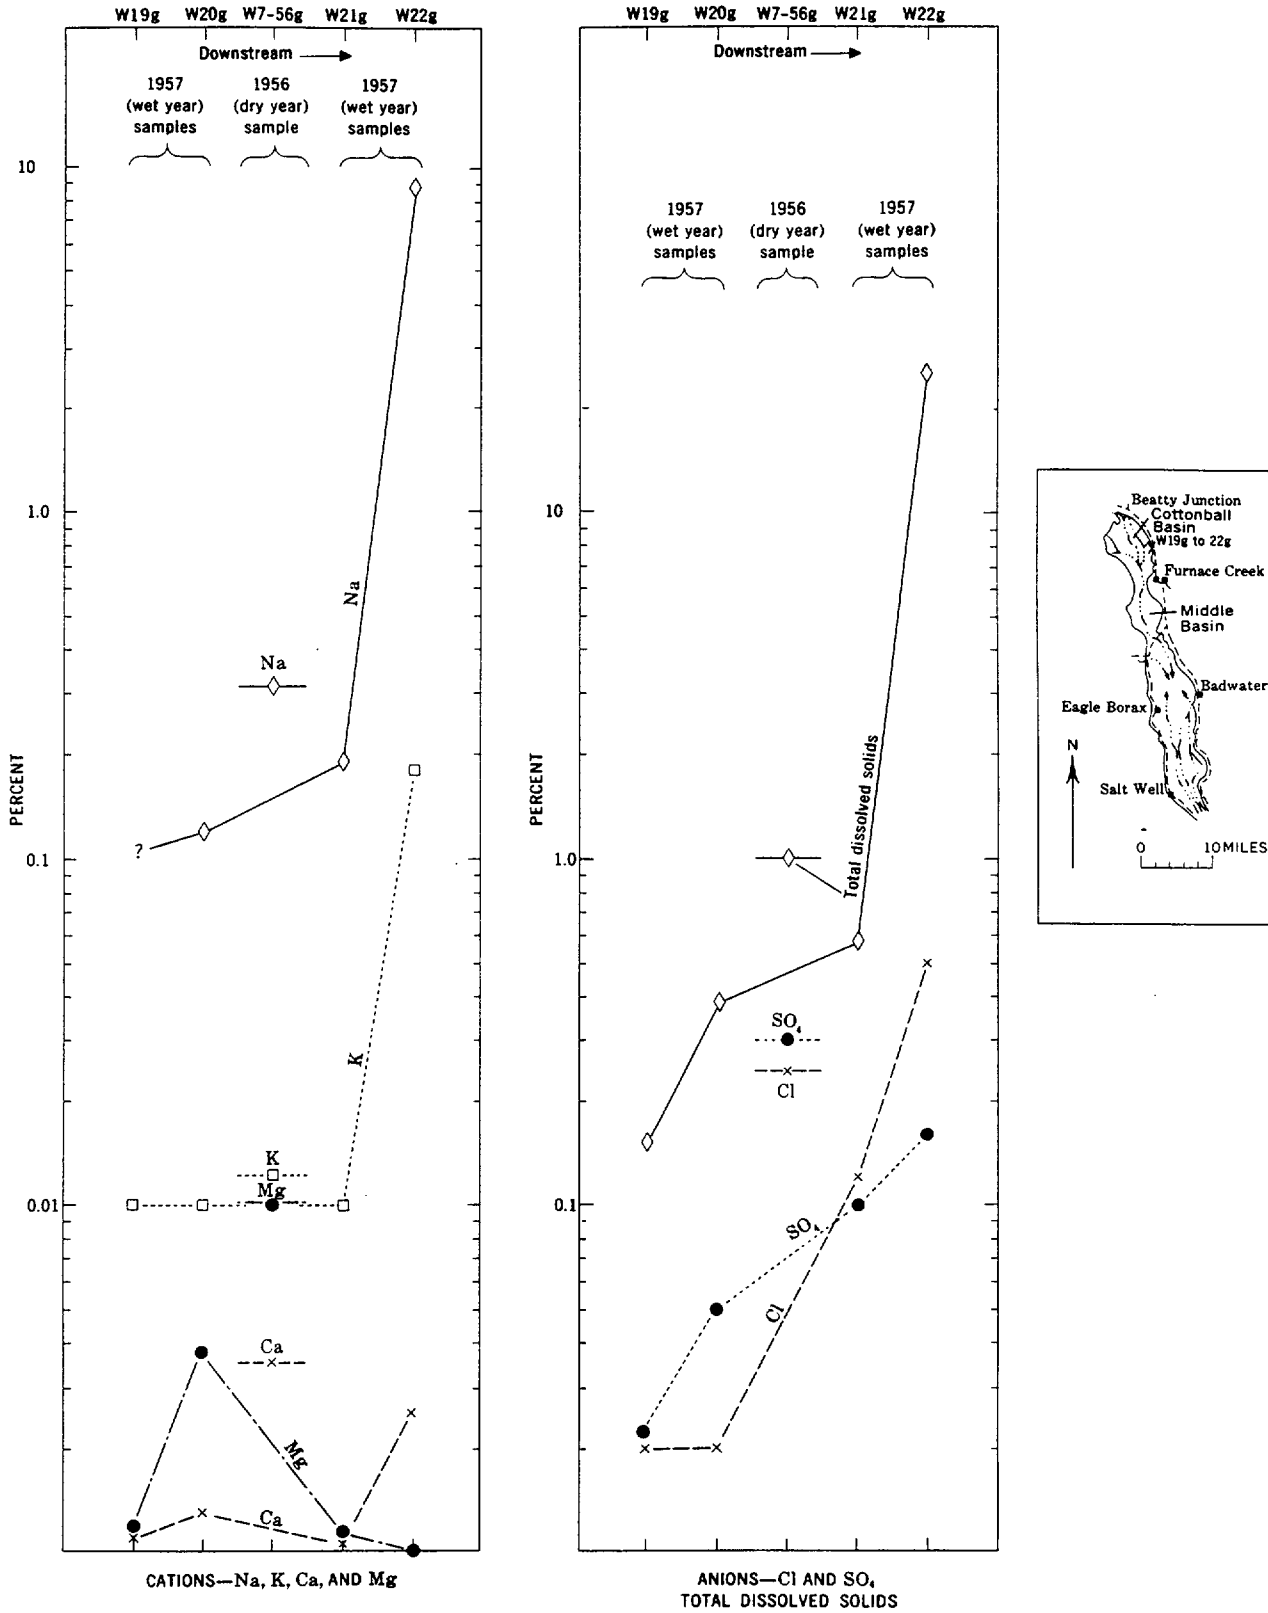 W19g W20g W7-56g W21g W22g
Downstream
1957
(wet year)
samples
1956
(dry year)
sample
1957
(wet year)
samples
10
1.0
0.1
0.01
PERCENT
Na
Na
?
K
K
Mg
Ca
Mg
Ca
CATIONS—Na, K, Ca, AND Mg
W19g W20g W7-56g W21g W22g
Downstream
1957
(wet year)
samples
1956
(dry year)
sample
1957
(wet year)
samples
10
1.0
0.1
PERCENT
Total dissolved solids
SO₄
Cl
SO₄
Cl
ANIONS—Cl AND SO₄
TOTAL DISSOLVED SOLIDS
Beatty Junction
Cottonball
Basin
W19g to 22g
Furnace Creek
Middle
Basin
Badwater
Eagle Borax
N
Salt Well
0 10 MILES